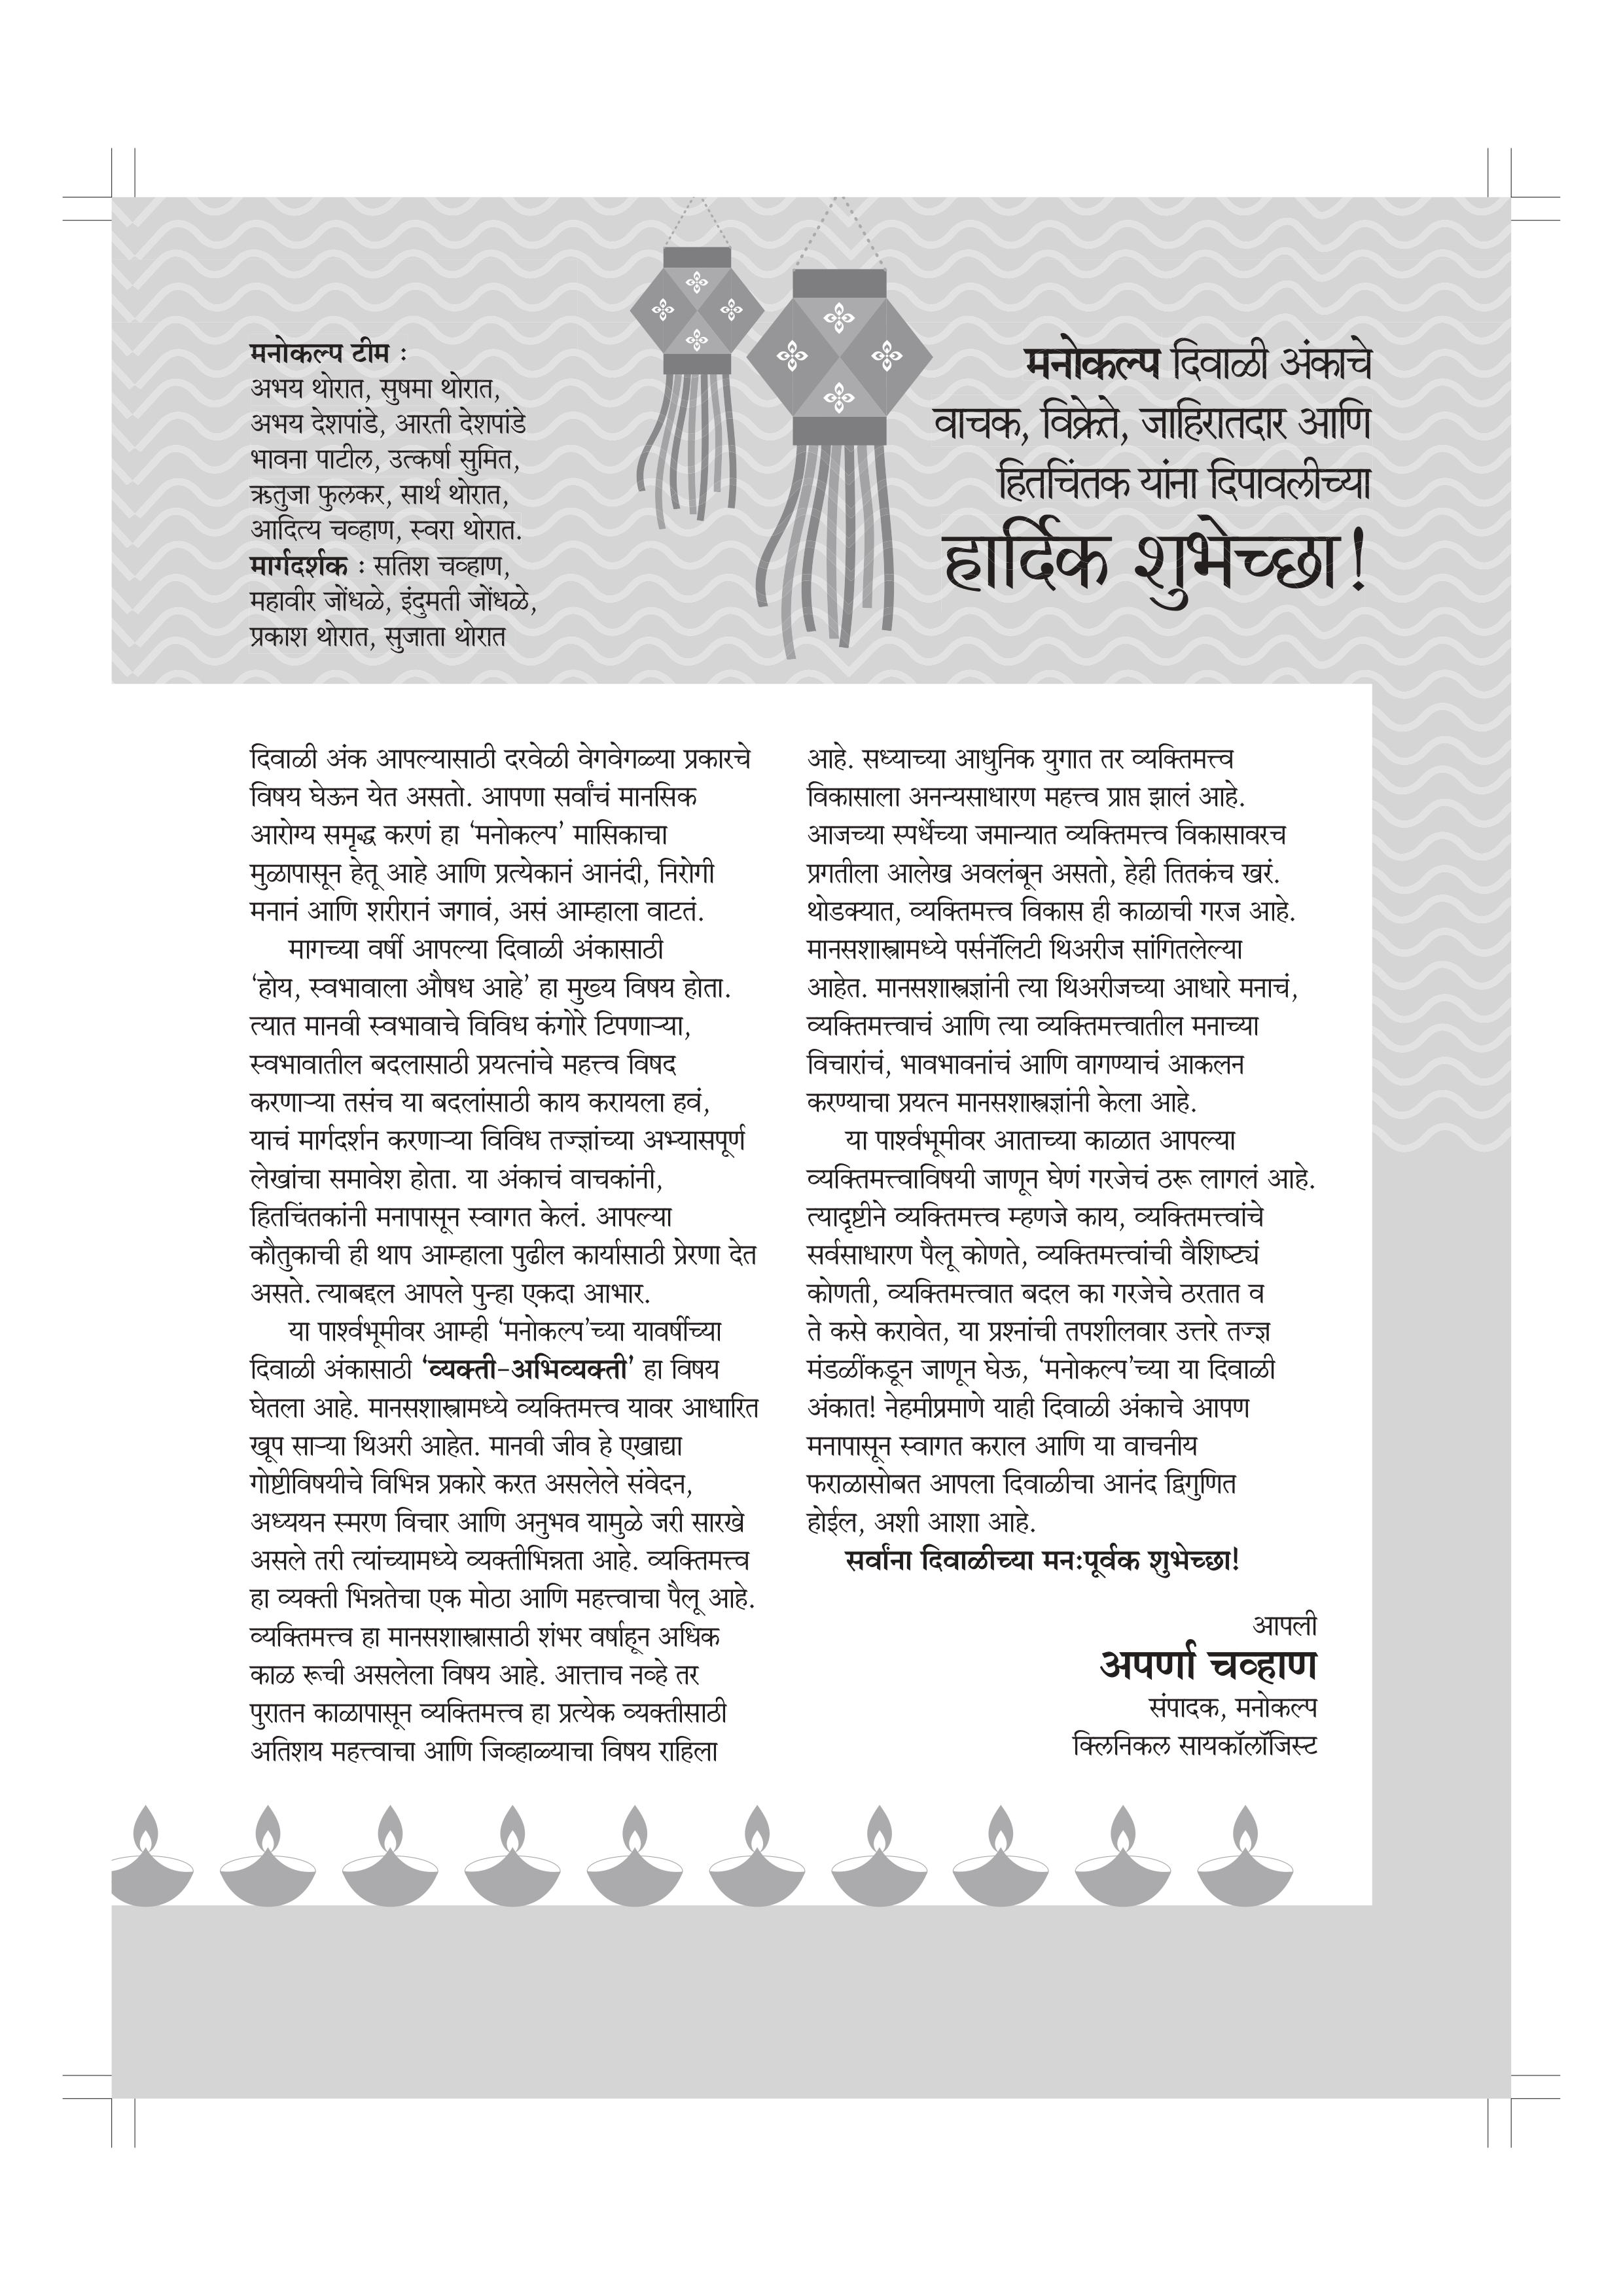 मनोकल्प टीम :
अभय थोरात, सुषमा थोरात,
अभय देशपांडे, आरती देशपांडे
भावना पाटील, उत्कर्षा सुमित,
ऋतुजा फुलकर, सार्थ थोरात,
आदित्य चव्हाण, स्वरा थोरात.
मार्गदर्शक : सतिश चव्हाण,
महावीर जोंधळे, इंदुमती जोंधळे,
प्रकाश थोरात, सुजाता थोरात
मनोकल्प दिवाळी अंकाचे
वाचक, विक्रेते, जाहिरातदार आणि
हितचिंतक यांना दिपावलीच्या
हार्दिक शुभेच्छा!
दिवाळी अंक आपल्यासाठी दरवेळी वेगवेगळ्या प्रकारचे
विषय घेऊन येत असतो. आपणा सर्वांचं मानसिक
आरोग्य समृद्ध करणं हा ‘मनोकल्प’ मासिकाचा
मुळापासून हेतू आहे आणि प्रत्येकानं आनंदी, निरोगी
मनानं आणि शरीरानं जगावं, असं आम्हाला वाटतं.
मागच्या वर्षी आपल्या दिवाळी अंकासाठी
‘होय, स्वभावाला औषध आहे’ हा मुख्य विषय होता.
त्यात मानवी स्वभावाचे विविध कंगोरे टिपणाऱ्या,
स्वभावातील बदलासाठी प्रयत्नांचे महत्त्व विषद
करणाऱ्या तसंच या बदलांसाठी काय करायला हवं,
याचं मार्गदर्शन करणाऱ्या विविध तज्ज्ञांच्या अभ्यासपूर्ण
लेखांचा समावेश होता. या अंकाचं वाचकांनी,
हितचिंतकांनी मनापासून स्वागत केलं. आपल्या
कौतुकाची ही थाप आम्हाला पुढील कार्यासाठी प्रेरणा देत
असते. त्याबद्दल आपले पुन्हा एकदा आभार.
या पार्श्वभूमीवर आम्ही ‘मनोकल्प’च्या यावर्षीच्या
दिवाळी अंकासाठी ‘व्यक्ती-अभिव्यक्ती’ हा विषय
घेतला आहे. मानसशास्त्रामध्ये व्यक्तिमत्त्व यावर आधारित
खूप साऱ्या थिअरी आहेत. मानवी जीव हे एखाद्या
गोष्टीविषयीचे विभिन्न प्रकारे करत असलेले संवेदन,
अध्ययन स्मरण विचार आणि अनुभव यामुळे जरी सारखे
असले तरी त्यांच्यामध्ये व्यक्तीभिन्नता आहे. व्यक्तिमत्त्व
हा व्यक्ती भिन्नतेचा एक मोठा आणि महत्त्वाचा पैलू आहे.
व्यक्तिमत्त्व हा मानसशास्त्रासाठी शंभर वर्षाहून अधिक
काळ रूची असलेला विषय आहे. आत्ताच नव्हे तर
पुरातन काळापासून व्यक्तिमत्त्व हा प्रत्येक व्यक्तीसाठी
अतिशय महत्त्वाचा आणि जिव्हाळ्याचा विषय राहिला
आहे. सध्याच्या आधुनिक युगात तर व्यक्तिमत्त्व
विकासाला अनन्यसाधारण महत्त्व प्राप्त झालं आहे.
आजच्या स्पर्धेच्या जमान्यात व्यक्तिमत्त्व विकासावरच
प्रगतीला आलेख अवलंबून असतो, हेही तितकंच खरं.
थोडक्यात, व्यक्तिमत्त्व विकास ही काळाची गरज आहे.
मानसशास्त्रामध्ये पर्सनॅलिटी थिअरीज सांगितलेल्या
आहेत. मानसशास्त्रज्ञांनी त्या थिअरीजच्या आधारे मनाचं,
व्यक्तिमत्त्वाचं आणि त्या व्यक्तिमत्त्वातील मनाच्या
विचारांचं, भावभावनांचं आणि वागण्याचं आकलन
करण्याचा प्रयत्न मानसशास्त्रज्ञांनी केला आहे.
या पार्श्वभूमीवर आताच्या काळात आपल्या
व्यक्तिमत्त्वाविषयी जाणून घेणं गरजेचं ठरू लागलं आहे.
त्यादृष्टीने व्यक्तिमत्त्व म्हणजे काय, व्यक्तिमत्त्वांचे
सर्वसाधारण पैलू कोणते, व्यक्तिमत्त्वांची वैशिष्ट्यं
कोणती, व्यक्तिमत्त्वात बदल का गरजेचे ठरतात व
ते कसे करावेत, या प्रश्नांची तपशीलवार उत्तरे तज्ज्ञ
मंडळींकडून जाणून घेऊ, ‘मनोकल्प’च्या या दिवाळी
अंकात! नेहमीप्रमाणे याही दिवाळी अंकाचे आपण
मनापासून स्वागत कराल आणि या वाचनीय
फराळासोबत आपला दिवाळीचा आनंद द्विगुणित
होईल, अशी आशा आहे.
सर्वांना दिवाळीच्या मन:पूर्वक शुभेच्छा!
आपली
अपर्णा चव्हाण
संपादक, मनोकल्प
क्लिनिकल सायकॉलॉजिस्ट